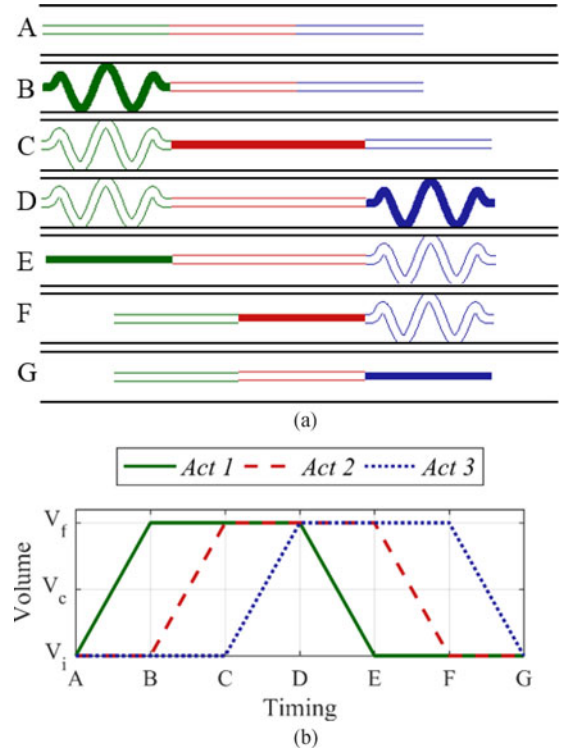 A
B
C
D
E
F
G
(a)
Act 1 Act 2 Act 3
V_f
V_c
V_i
Volume
A B C D E F G
Timing
(b)